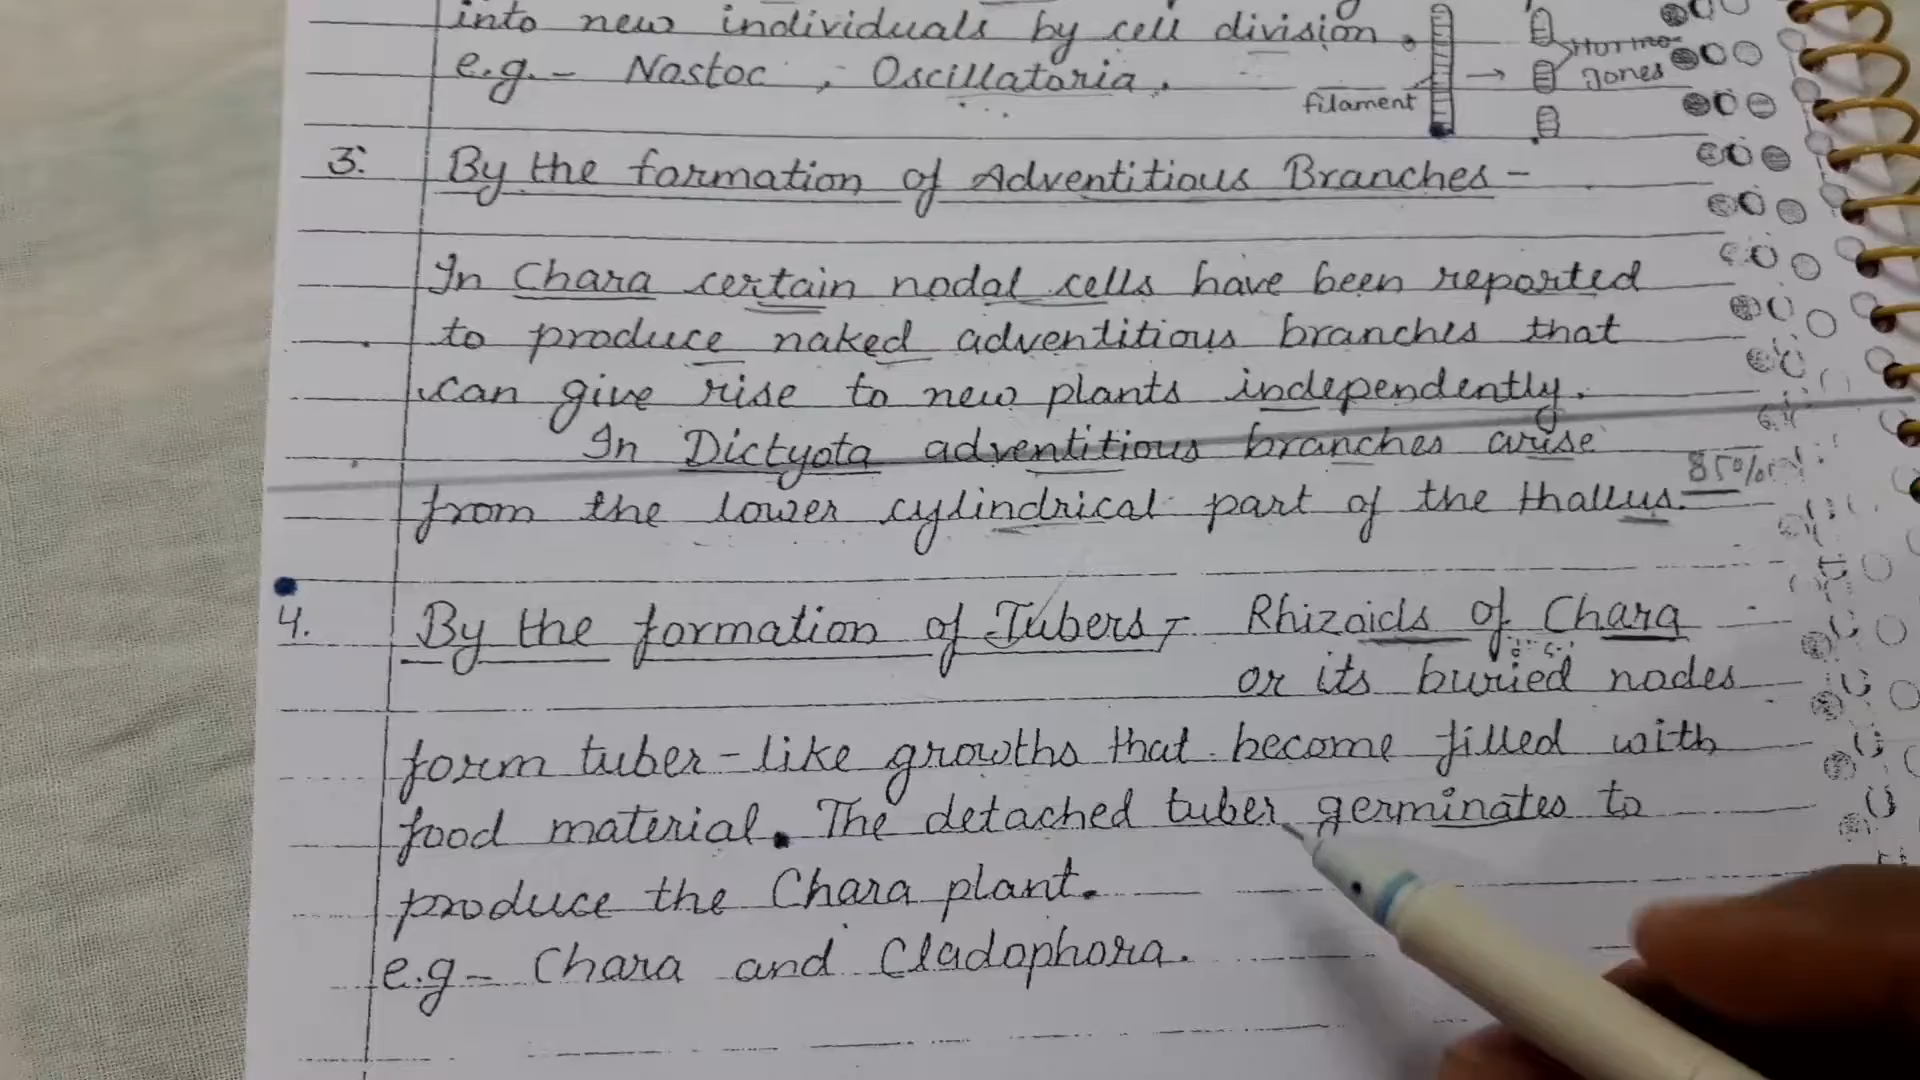 into new individuals by cell division.
e.g. - Nostoc, Oscillatoria.
filament
Hormo-
gones
3. By the formation of Adventitious Branches -
In Chara certain nodal cells have been reported
to produce naked adventitious branches that
can give rise to new plants independently.
In Dictyota adventitious branches arise
from the lower cylindrical part of the thallus.
85%
4. By the formation of Tubers, - Rhizoids of Chara
or its buried nodes
form tuber-like growths that become filled with
food material. The detached tuber germinates to
produce the Chara plant.
e.g - Chara and Cladophora.